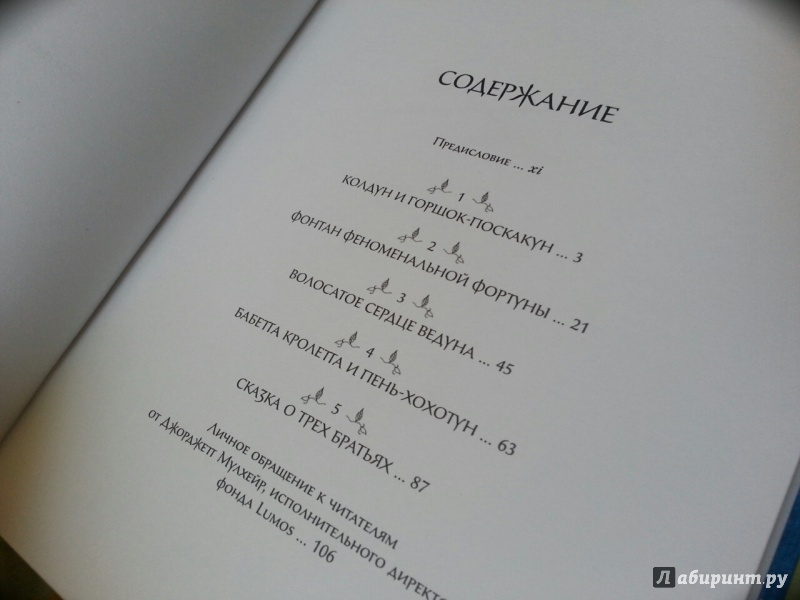 СОДЕРЖАНИЕ
Предисловие ... xi
1
КОЛДУН И ГОРШОК-ПОСКАКУН ... 3
2
ФОНТАН ФЕНОМЕНАЛЬНОЙ ФОРТУНЫ ... 21
3
ВОЛОСАТОЕ СЕРДЦЕ ВЕДУНА ... 45
4
БАБЕТТА КРОЛЕТТА И ПЕНЬ-ХОХОТУН ... 63
5
СКАЗКА О ТРЕХ БРАТЬЯХ ... 87
Личное обращение к читателям
от Джорджетт Мулхейр, исполнительного
фонда Lumos ... 106
Лабиринт.ру